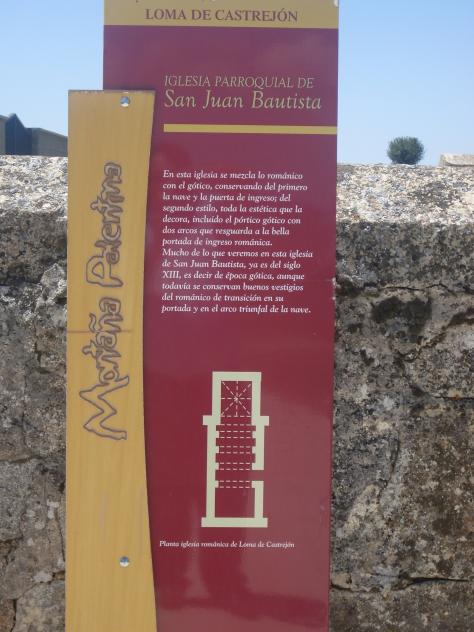 LOMA DE CASTREJÓN
IGLESIA PARROQUIAL DE
San Juan Bautista
En esta iglesia se mezcla lo románico
con el gótico, conservando del primero
la nave y la puerta de ingreso; del
segundo estilo, toda la estética que la
decora, incluido el pórtico gótico con
dos arcos que resguarda a la bella
portada de ingreso románica.
Mucho de lo que veremos en esta iglesia
de San Juan Bautista, ya es del siglo
XIII, es decir de época gótica, aunque
todavía se conservan buenos vestigios
del románico de transición en su
portada y en el arco triunfal de la nave.
Planta iglesia románica de Loma de Castrejón
Montaña Palentina